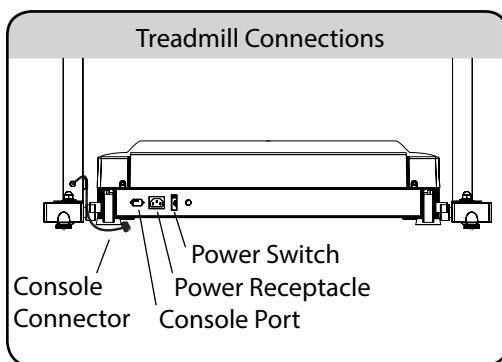 Treadmill Connections
Power Switch
Console
Connector
Power Receptacle
Console Port